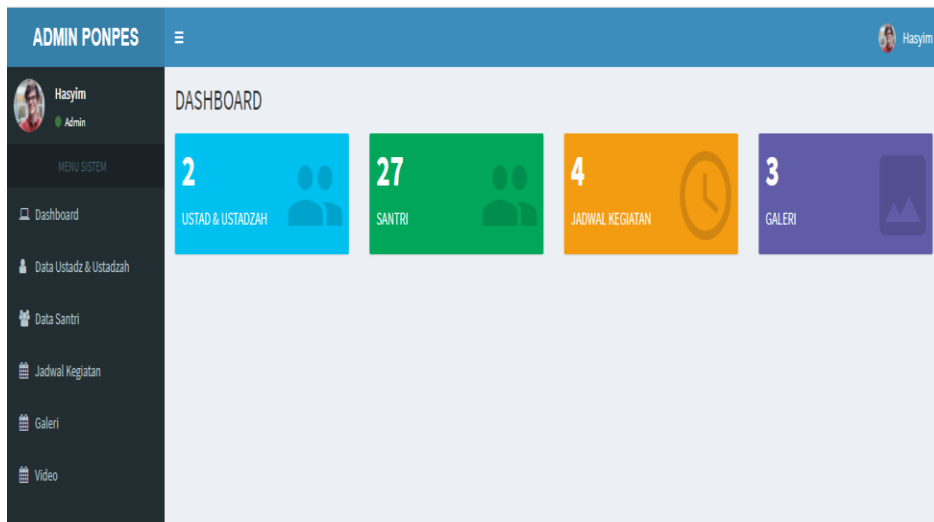 ADMIN PONPES
Hasyim
Hasyim
Admin
MENU SISTEM
Dashboard
Data Ustadz & Ustadzah
Data Santri
Jadwal Kegiatan
Galeri
Video
DASHBOARD
2
USTAD & USTADZAH
27
SANTRI
4
JADWAL KEGIATAN
3
GALERI